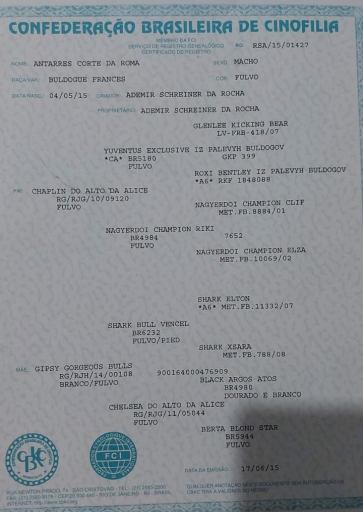 CONFEDERAÇÃO BRASILEIRA DE CINOFILIA
MEMBRO DA FCI
SERVIÇO DE REGISTRO GENEALÓGICO
CERTIFICADO DE REGISTRO
RG: RSA/15/01427
NOME: ANTARRES CORTE DA ROMA
SEXO: MACHO
RAÇA/VAR: BULDOGUE FRANCES
COR: FULVO
DATA NASC: 04/05/15 CRIADOR: ADEMIR SCHREINER DA ROCHA
PROPRIETÁRIO: ADEMIR SCHREINER DA ROCHA
GLENLEE KICKING BEAR
LV-FRB-418/07
YUVENTUS EXCLUSIVE IZ PALEVYH BULDOGOV
*CA* BR5180 GKP 399
FULVO
ROXI BENTLEY IZ PALEVYH BULDOGOV
*A6* RKF 1848088
PAI: CHAPLIN DO ALTO DA ALICE
RG/RJG/10/09120
FULVO
NAGYERDOI CHAMPION CLIF
MET.FB.8884/01
NAGYERDOI CHAMPION RIKI
BR4984 7652
FULVO
NAGYERDOI CHAMPION ELZA
MET.FB.10069/02
SHARK ELTON
*A6* MET.FB.11332/07
SHARK BULL VENCEL
BR6232
FULVO/PIED
SHARK XSARA
MET.FB.788/08
MÃE: GIPSY GORGEOUS BULLS
RG/RJH/14/00108 900164000476909
BRANCO/FULVO
BLACK ARGOS ATOS
BR4980
DOURADO E BRANCO
CHELSEA DO ALTO DA ALICE
RG/RJG/11/05044
FULVO
BERTA BLOND STAR
BR5944
FULVO
CBKC
FCI
DATA DA EMISSÃO: 17/06/15
QUALQUER ANOTAÇÃO NESTE DOCUMENTO SEM AUTORIZAÇÃO DA
CBKC TIRA A VALIDADE DO MESMO